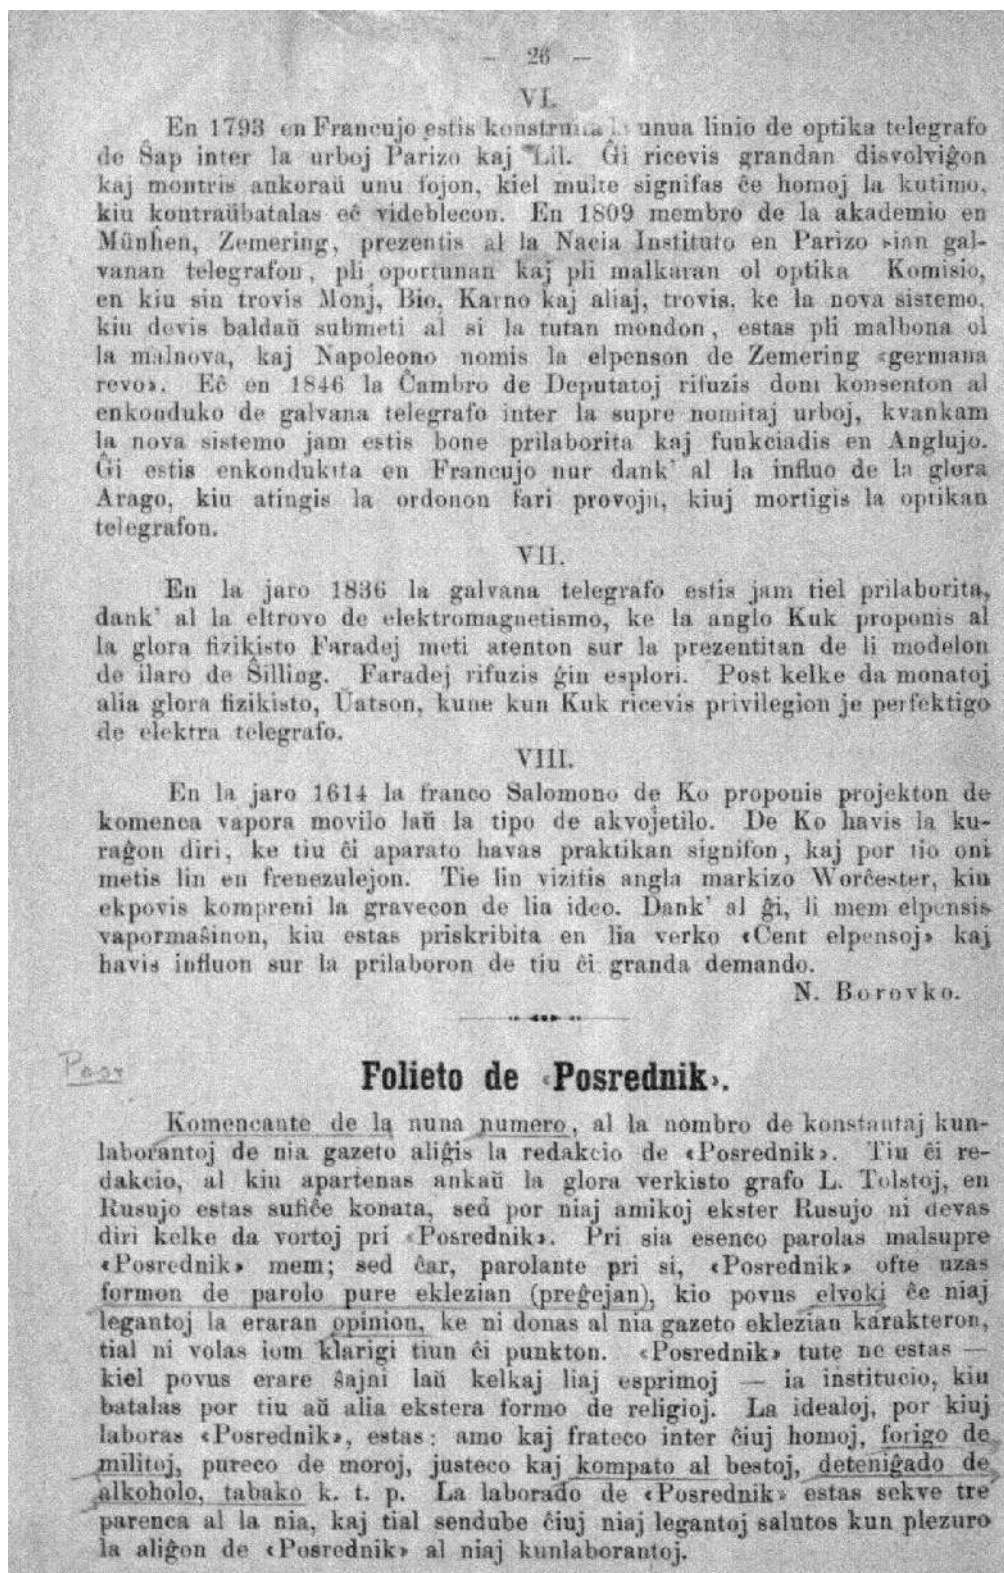 — 26 —
VI.
En 1793 en Francujo estis konstruita la unua linio de optika telegrafo
de Ŝap inter la urboj Parizo kaj Lil. Ĝi ricevis grandan disvolviĝon
kaj montris ankoraŭ unu fojon, kiel multe signifas ĉe homoj la kutimo,
kiu kontraŭbatalas eĉ videblecon. En 1809 membro de la akademio en
Münĥen, Zemering, prezentis al la Nacia Instituto en Parizo sian gal-
vanan telegrafon, pli oportunan kaj pli malkaran ol optika Komisio,
en kiu sin trovis Monj, Bio, Karno kaj aliaj, trovis, ke la nova sistemo,
kiu devis baldaŭ submeti al si la tutan mondon, estas pli malbona ol
la malnova, kaj Napoleono nomis la elpenson de Zemering «germana
revo». Eĉ en 1846 la Ĉambro de Deputatoj rifuzis doni konsenton al
enkonduko de galvana telegrafo inter la supre nomitaj urboj, kvankam
la nova sistemo jam estis bone prilaborita kaj funkciadis en Anglujo.
Ĝi estis enkondukita en Francujo nur dank' al la influo de la glora
Arago, kiu atingis la ordonon fari provojn, kiuj mortigis la optikan
telegrafon.
VII.
En la jaro 1836 la galvana telegrafo estis jam tiel prilaborita,
dank' al la eltrovo de elektromagnetismo, ke la anglo Kuk proponis al
la glora fizikisto Faradej meti atenton sur la prezentitan de li modelon
de ilaro de Ŝilling. Faradej rifuzis ĝin esplori. Post kelke da monatoj
alia glora fizikisto, Ŭatson, kune kun Kuk ricevis privilegion je perfektigo
de elektra telegrafo.
VIII.
En la jaro 1614 la franco Salomono de Ko proponis projekton de
komenca vapora movilo laŭ la tipo de akvojetilo. De Ko havis la ku-
raĝon diri, ke tiu ĉi aparato havas praktikan signifon, kaj por tio oni
metis lin en frenezulejon. Tie lin vizitis angla markizo Worĉester, kiu
ekpovis kompreni la gravecon de lia ideo. Dank' al ĝi, li mem elpensis
vapormaŝinon, kiu estas priskribita en lia verko «Cent elpensoj» kaj
havis influon sur la prilaboron de tiu ĉi granda demando.
N. Borovko.
Folieto de «Posrednik».
Komencante de la nuna numero, al la nombro de konstantaj kun-
laborantoj de nia gazeto aliĝis la redakcio de «Posrednik». Tiu ĉi re-
dakcio, al kiu apartenas ankaŭ la glora verkisto grafo L. Tolstoj, en
Rusujo estas sufiĉe konata, sed por niaj amikoj ekster Rusujo ni devas
diri kelke da vortoj pri «Posrednik». Pri sia esenco parolas malsupre
«Posrednik» mem; sed ĉar, parolante pri si, «Posrednik» ofte uzas
formon de parolo pure eklezian (preĝejan), kio povus elvoki ĉe niaj
legantoj la eraran opinion, ke ni donas al nia gazeto eklezian karakteron,
tial ni volas iom klarigi tiun ĉi punkton. «Posrednik» tute ne estas —
kiel povus erare ŝajni laŭ kelkaj liaj esprimoj — ia institucio, kiu
batalas por tiu aŭ alia ekstera formo de religioj. La idealoj, por kiuj
laboras «Posrednik», estas: amo kaj frateco inter ĉiuj homoj, forigo de
militoj, pureco de moroj, justeco kaj kompato al bestoj, deteniĝado de
alkoholo, tabako k. t. p. La laborado de «Posrednik» estas sekve tre
parenca al la nia, kaj tial sendube ĉiuj niaj legantoj salutos kun plezuro
la aliĝon de «Posrednik» al niaj kunlaborantoj.